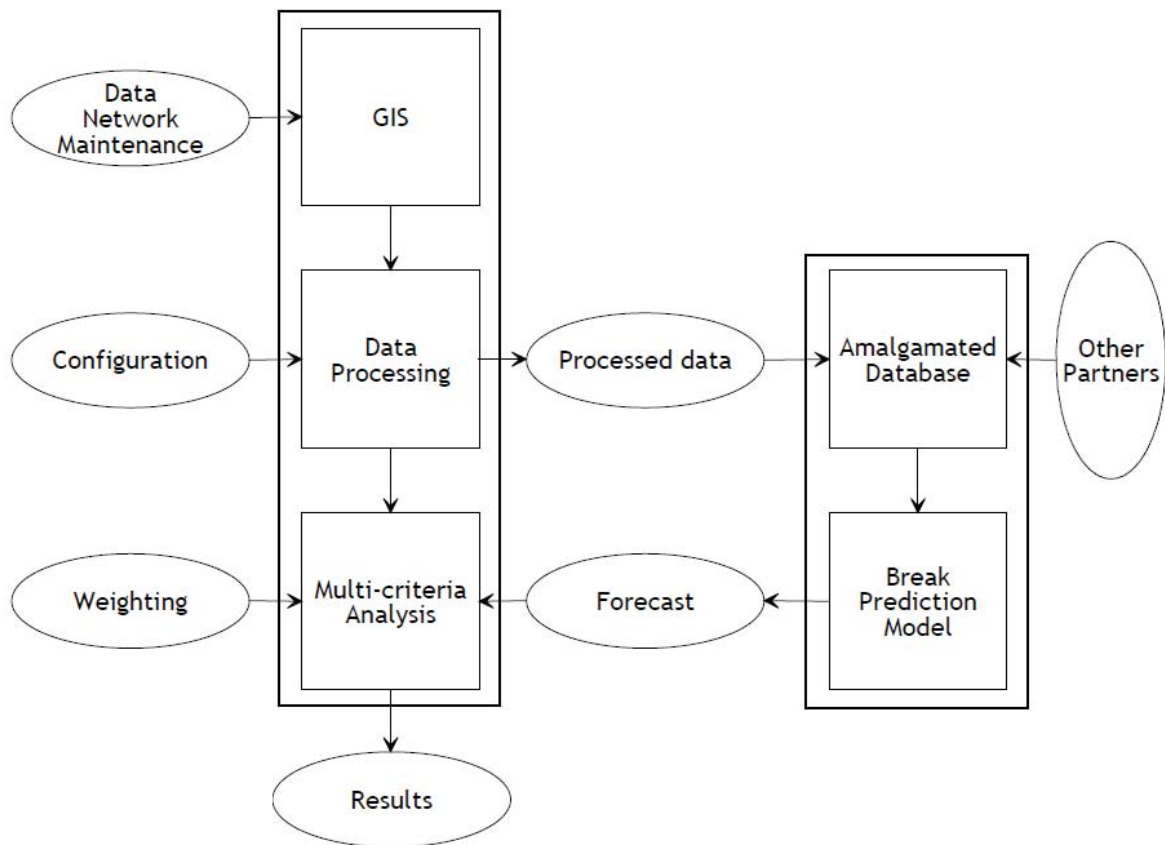 Data
Network
Maintenance
GIS
Configuration
Data
Processing
Processed data
Amalgamated
Database
Other
Partners
Weighting
Multi-criteria
Analysis
Forecast
Break
Prediction
Model
Results